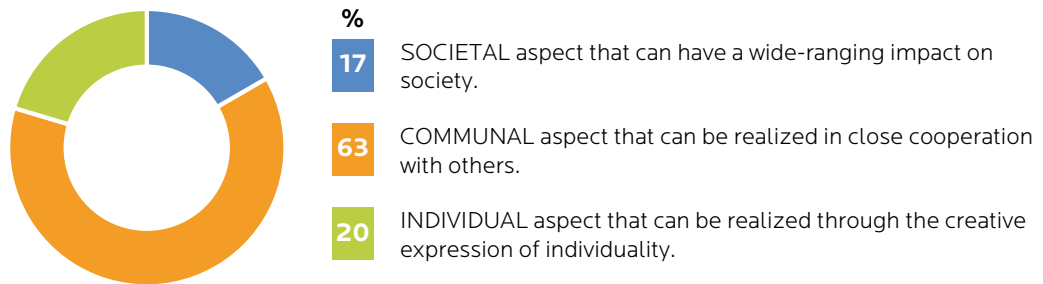 %
17
SOCIETAL aspect that can have a wide-ranging impact on
society.
63
COMMUNAL aspect that can be realized in close cooperation
with others.
20
INDIVIDUAL aspect that can be realized through the creative
expression of individuality.